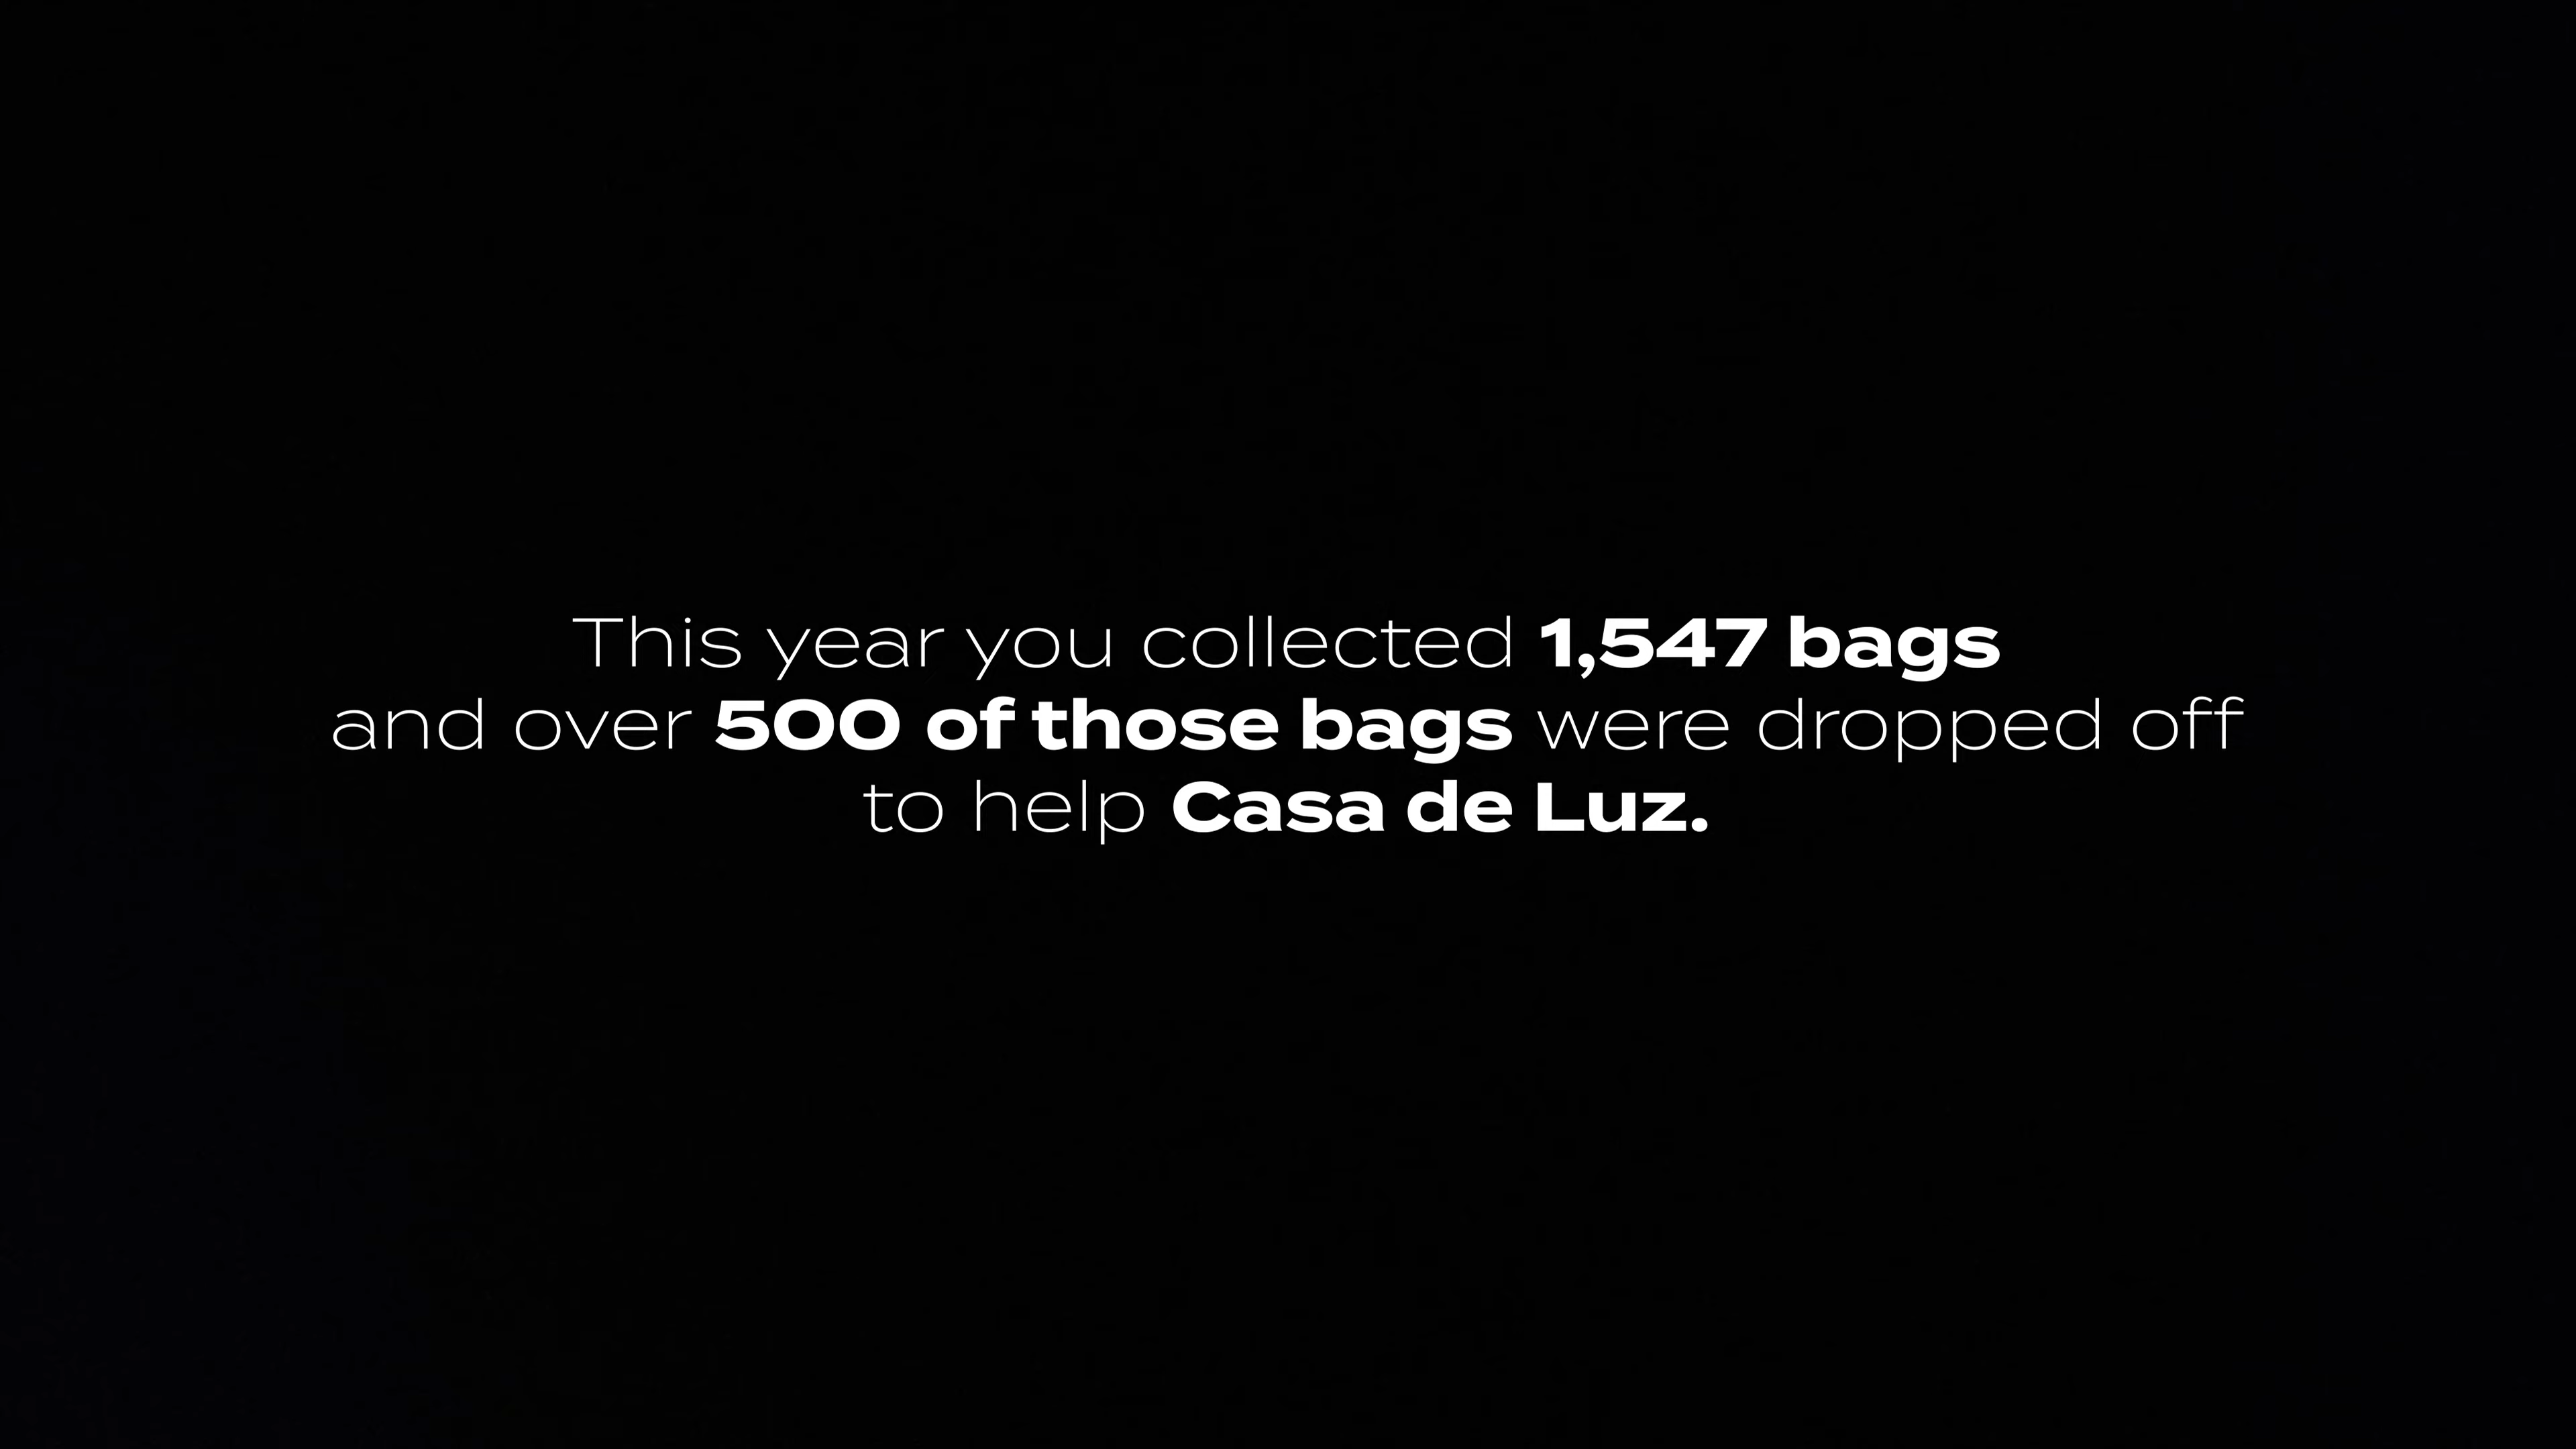 This year you collected 1,547 bags
and over 500 of those bags were dropped off
to help Casa de Luz.